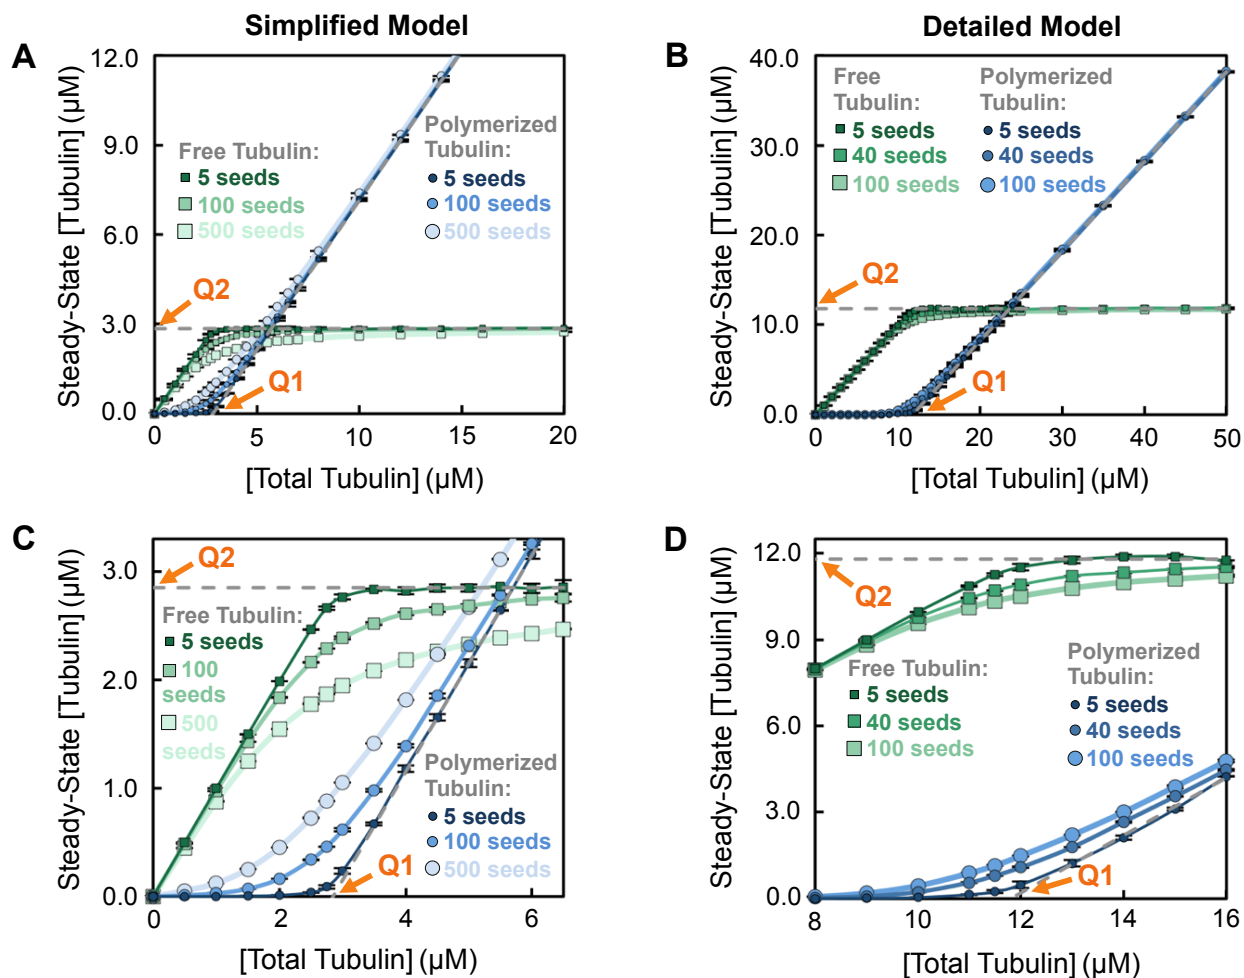 Simplified Model
Detailed Model
A
12.0
9.0
6.0
3.0
0.0
Steady-State [Tubulin] (µM)
Free Tubulin:
5 seeds
100 seeds
500 seeds
Polymerized
Tubulin:
5 seeds
100 seeds
500 seeds
Q2
Q1
0
5
10
15
20
[Total Tubulin] (µM)
B
40.0
30.0
20.0
10.0
0.0
Steady-State [Tubulin] (µM)
Free
Tubulin:
5 seeds
40 seeds
100 seeds
Polymerized
Tubulin:
5 seeds
40 seeds
100 seeds
Q2
Q1
0
10
20
30
40
50
[Total Tubulin] (µM)
C
3.0
2.0
1.0
0.0
Steady-State [Tubulin] (µM)
Q2
Free Tubulin:
5 seeds
100
seeds
500
seeds
Polymerized
Tubulin:
5 seeds
100 seeds
500 seeds
Q1
0
2
4
6
[Total Tubulin] (µM)
D
12.0
9.0
6.0
3.0
0.0
Steady-State [Tubulin] (µM)
Q2
Free Tubulin:
5 seeds
40 seeds
100 seeds
Polymerized
Tubulin:
5 seeds
40 seeds
100 seeds
Q1
8
10
12
14
16
[Total Tubulin] (µM)